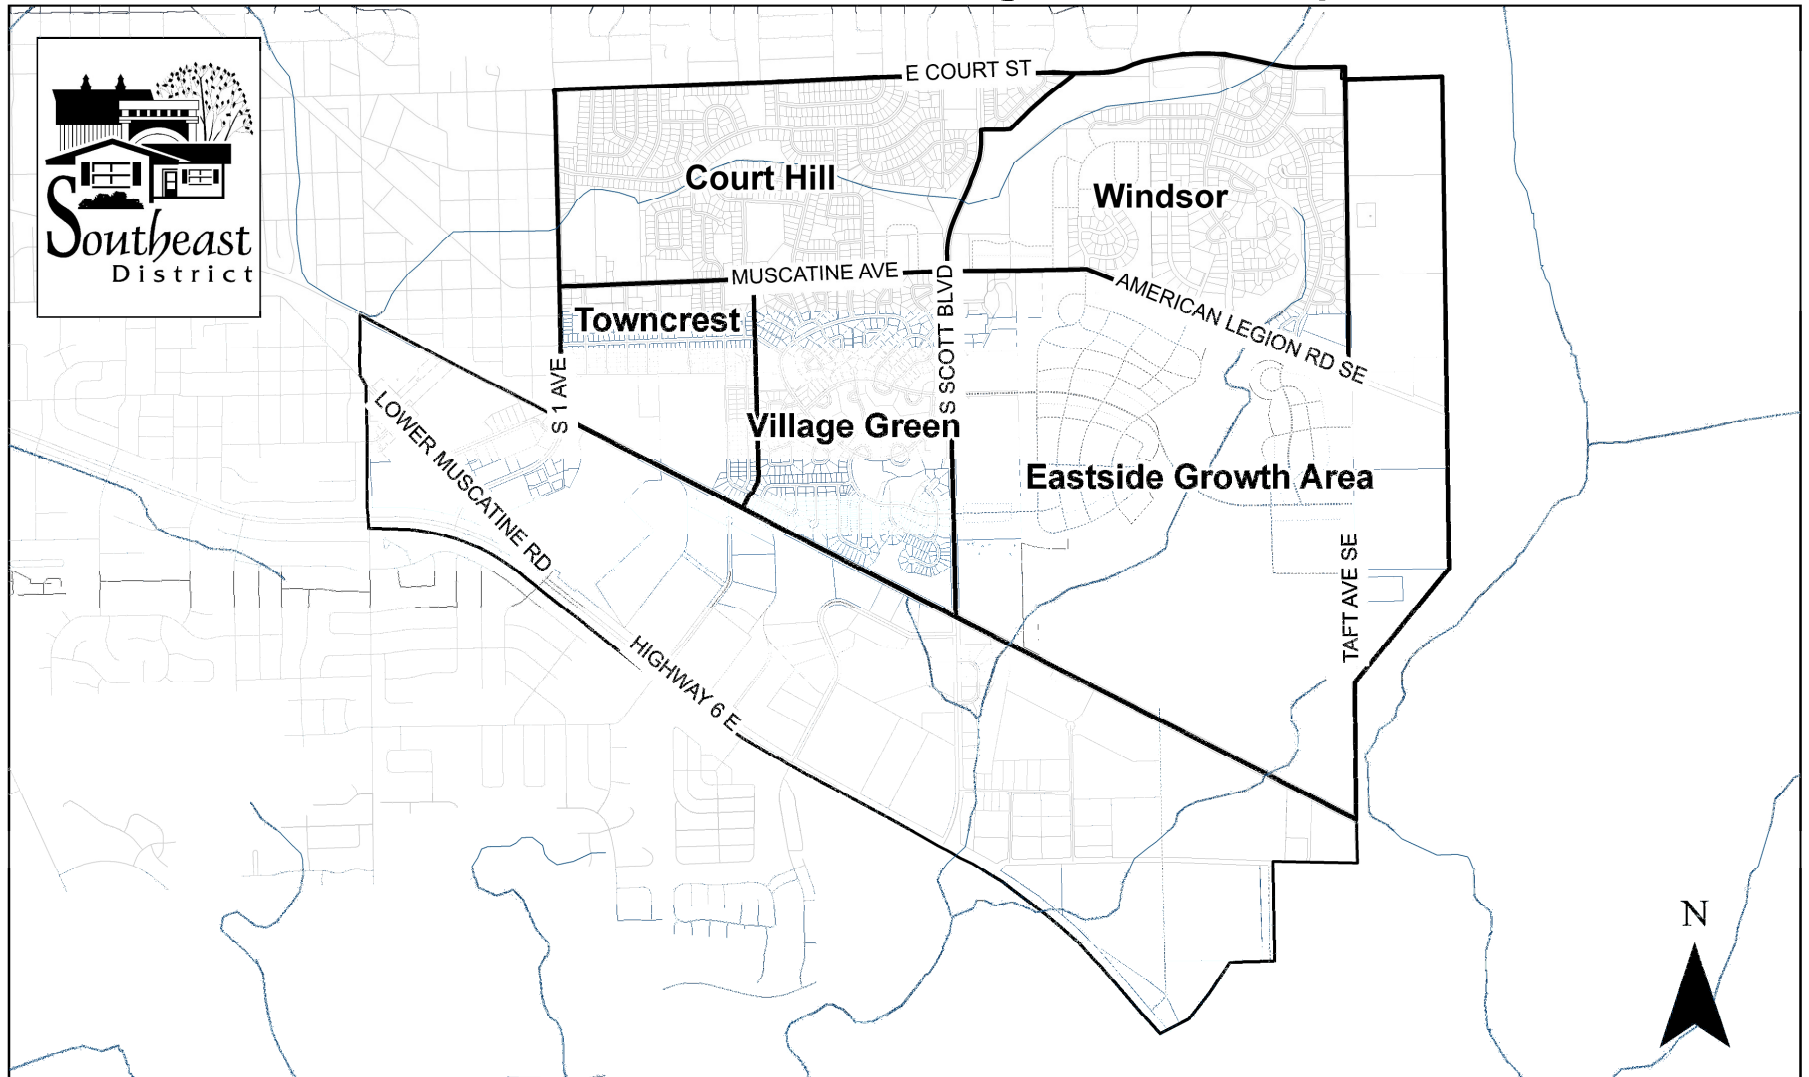 E COURT ST
Court Hill
Windsor
Southeast
District
MUSCATINE AVE
AMERICAN LEGION RD SE
Towncrest
S SCOTT BLVD
S 1 AVE
LOWER MUSCATINE RD
Village Green
Eastside Growth Area
TAFT AVE SE
HIGHWAY 6 E
N